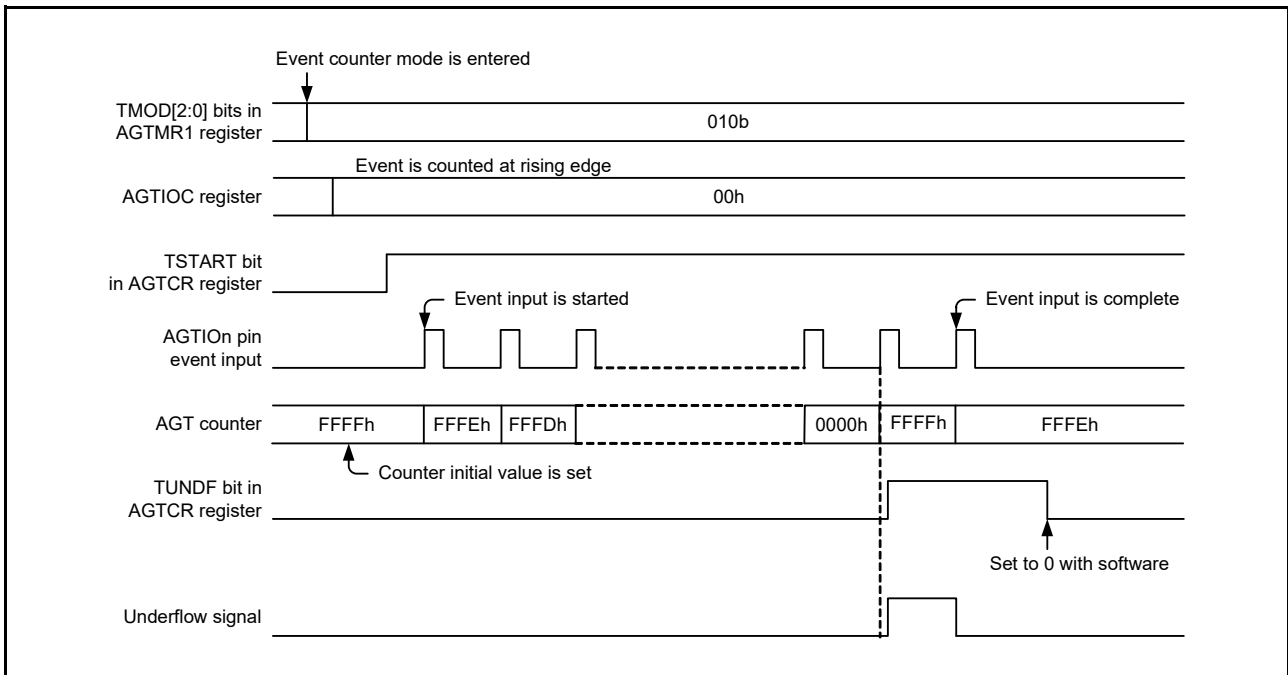 Event counter mode is entered
TMOD[2:0] bits in
AGTMR1 register
010b
Event is counted at rising edge
AGTIOC register
00h
TSTART bit
in AGTCR register
Event input is started
Event input is complete
AGTIOn pin
event input
AGT counter
FFFFh
FFFEh
FFFDh
0000h
FFFFh
FFFEh
Counter initial value is set
TUNDF bit in
AGTCR register
Set to 0 with software
Underflow signal